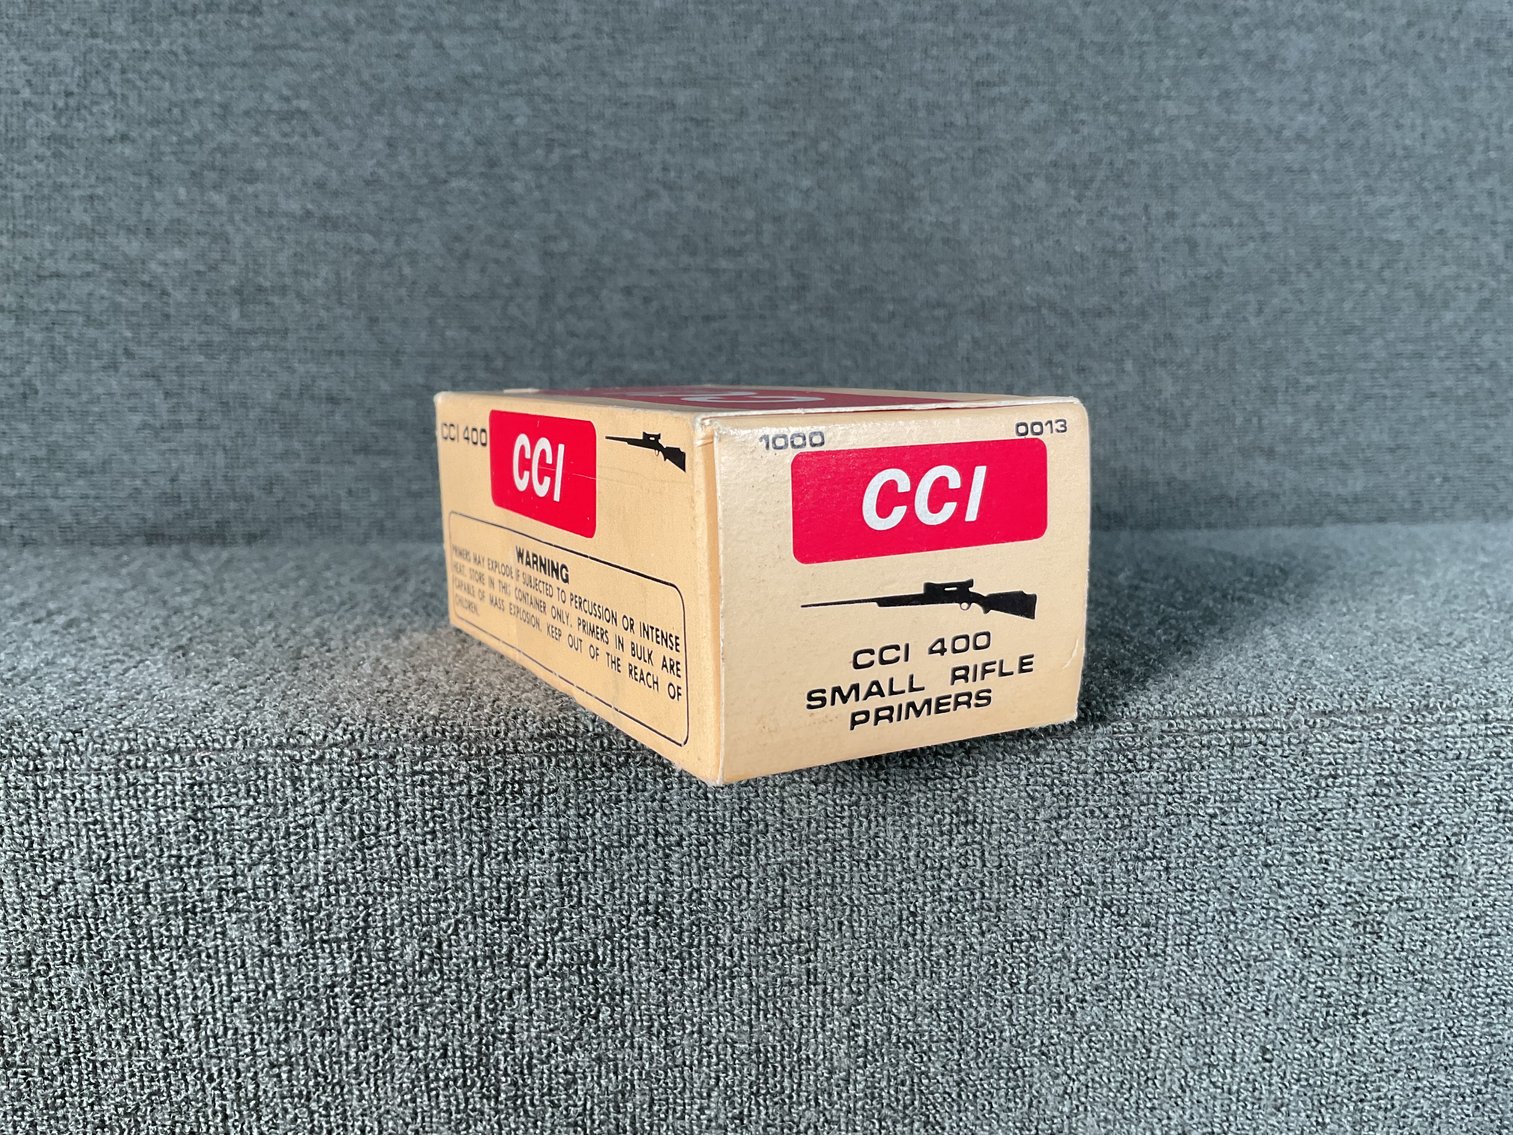 CCI 400
CCI
WARNING
PRIMERS MAY EXPLODE IF SUBJECTED TO PERCUSSION OR INTENSE
HEAT. STORE IN THIS CONTAINER ONLY. PRIMERS IN BULK ARE
CAPABLE OF MASS EXPLOSION. KEEP OUT OF THE REACH OF
CHILDREN.
1000 0013
CCI
CCI 400
SMALL RIFLE
PRIMERS